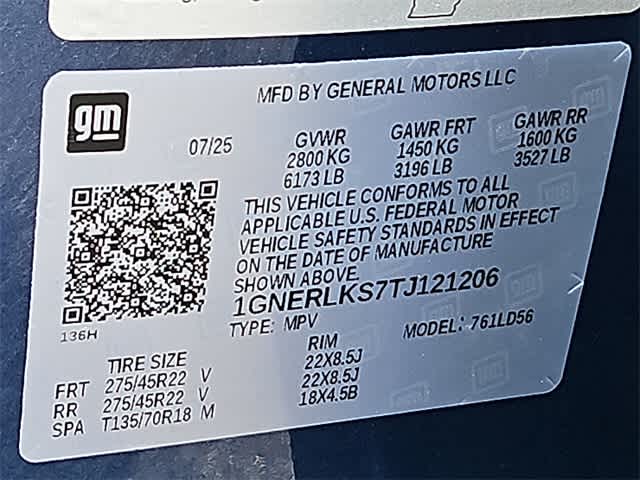 MFD BY GENERAL MOTORS LLC
gm
07/25
GVWR GAWR FRT GAWR RR
2800 KG 1450 KG 1600 KG
6173 LB 3196 LB 3527 LB
THIS VEHICLE CONFORMS TO ALL
APPLICABLE U.S. FEDERAL MOTOR
VEHICLE SAFETY STANDARDS IN EFFECT
ON THE DATE OF MANUFACTURE
SHOWN ABOVE.
1GNERLKS7TJ121206
136H
TYPE: MPV MODEL: 761LD56
TIRE SIZE RIM
FRT 275/45R22 V 22X8.5J
RR 275/45R22 V 22X8.5J
SPA T135/70R18 M 18X4.5B